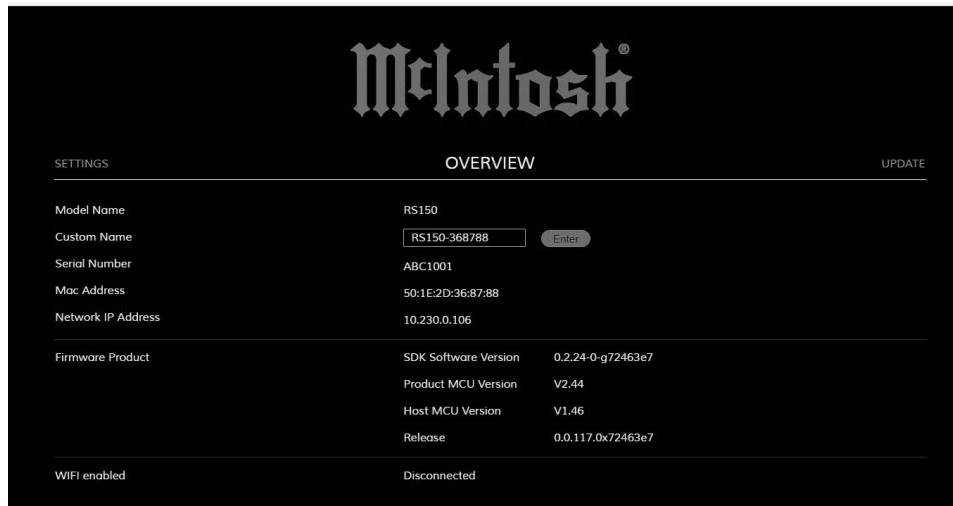 McIntosh®
SETTINGS OVERVIEW UPDATE
Model Name RS150
Custom Name RS150-368788 Enter
Serial Number ABC1001
Mac Address 50:1E:2D:36:87:88
Network IP Address 10.230.0.106
Firmware Product SDK Software Version 0.2.24-0-g72463e7
Product MCU Version V2.44
Host MCU Version V1.46
Release 0.0.117.0x72463e7
WIFI enabled Disconnected